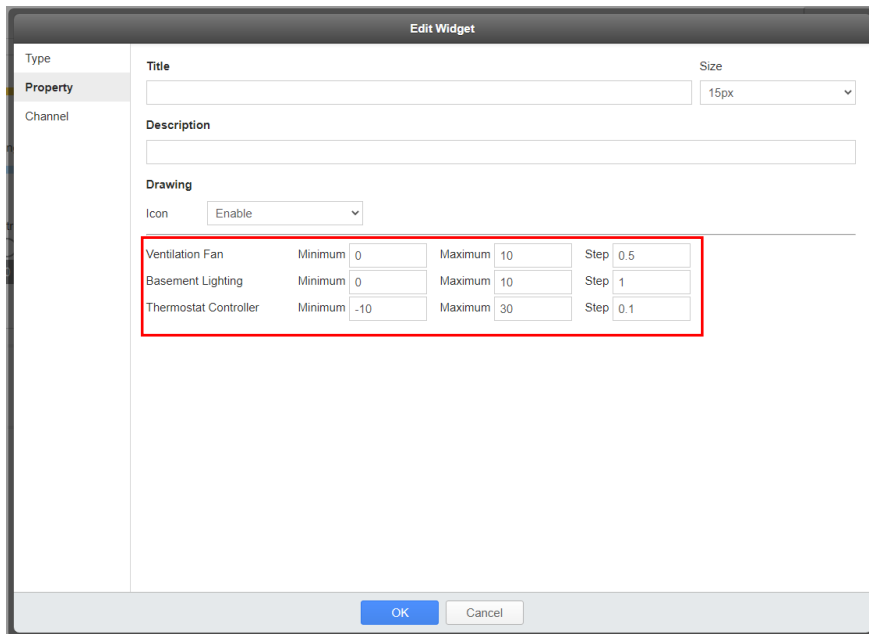 Edit Widget
Type
Property
Channel
Title Size
15px
Description
Drawing
Icon Enable
Ventilation Fan Minimum 0 Maximum 10 Step 0.5
Basement Lighting Minimum 0 Maximum 10 Step 1
Thermostat Controller Minimum -10 Maximum 30 Step 0.1
OK Cancel